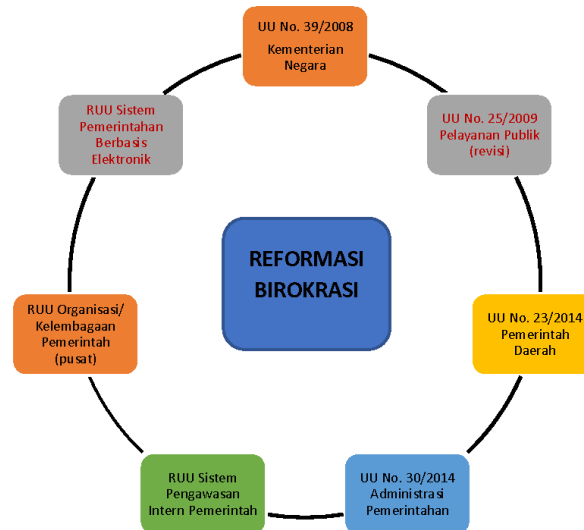 UU No. 39/2008
Kementerian
Negara
RUU Sistem
Pemerintahan
Berbasis
Elektronik
UU No. 25/2009
Pelayanan Publik
(revisi)
REFORMASI
BIROKRASI
RUU Organisasi/
Kelembagaan
Pemerintah
(pusat)
UU No. 23/2014
Pemerintah
Daerah
RUU Sistem
Pengawasan
Intern Pemerintah
UU No. 30/2014
Administrasi
Pemerintahan